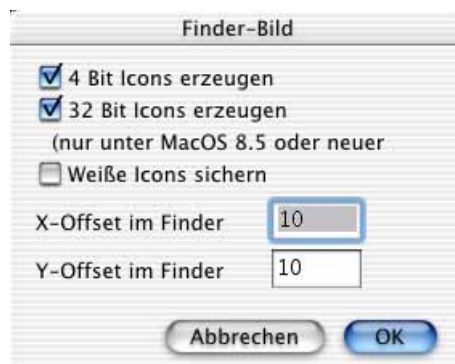 Finder-Bild
4 Bit Icons erzeugen
32 Bit Icons erzeugen
(nur unter MacOS 8.5 oder neuer
Weiße Icons sichern
X-Offset im Finder 10
Y-Offset im Finder 10
Abbrechen OK